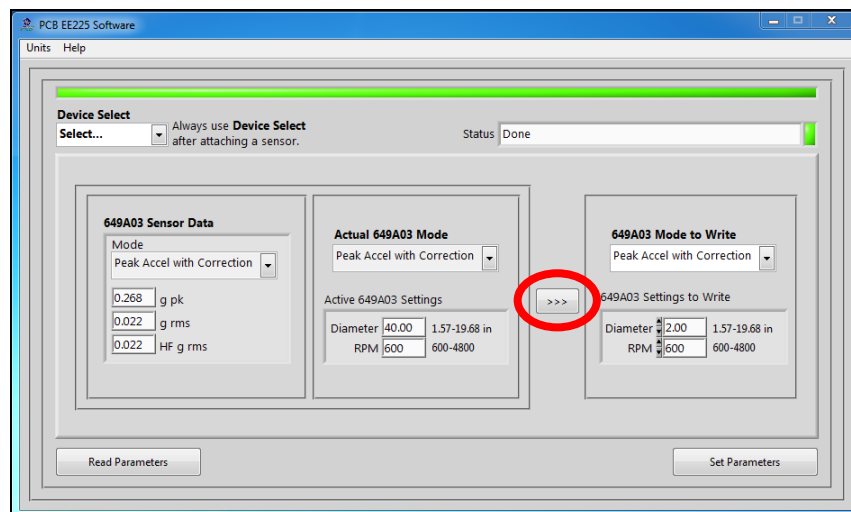 PCB EE225 Software
Units Help
Device Select
Select...
Always use Device Select
after attaching a sensor.
Status Done
649A03 Sensor Data
Mode
Peak Accel with Correction
0.268 g pk
0.022 g rms
0.022 HF g rms
Actual 649A03 Mode
Peak Accel with Correction
Active 649A03 Settings
Diameter 40.00 1.57-19.68 in
RPM 600 600-4800
>>>
649A03 Mode to Write
Peak Accel with Correction
649A03 Settings to Write
Diameter 2.00 1.57-19.68 in
RPM 600 600-4800
Read Parameters
Set Parameters